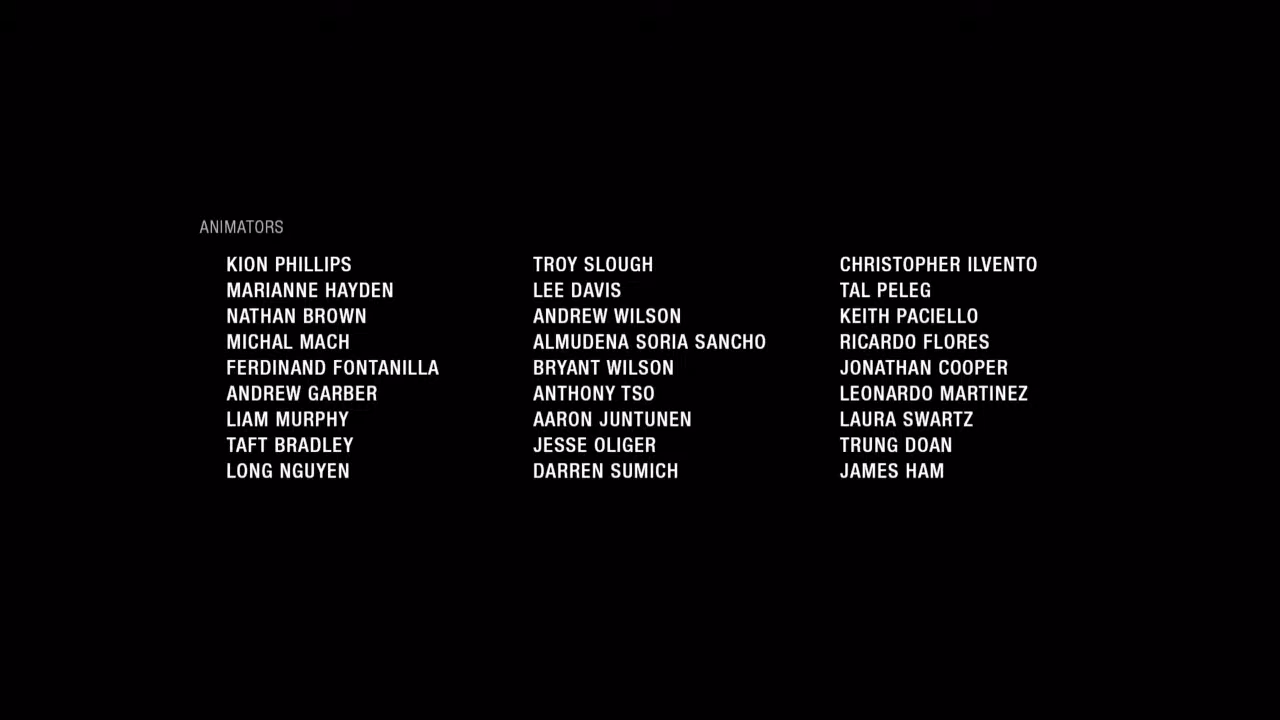 ANIMATORS
KION PHILLIPS
MARIANNE HAYDEN
NATHAN BROWN
MICHAL MACH
FERDINAND FONTANILLA
ANDREW GARBER
LIAM MURPHY
TAFT BRADLEY
LONG NGUYEN
TROY SLOUGH
LEE DAVIS
ANDREW WILSON
ALMUDENA SORIA SANCHO
BRYANT WILSON
ANTHONY TSO
AARON JUNTUNEN
JESSE OLIGER
DARREN SUMICH
CHRISTOPHER ILVENTO
TAL PELEG
KEITH PACIELLO
RICARDO FLORES
JONATHAN COOPER
LEONARDO MARTINEZ
LAURA SWARTZ
TRUNG DOAN
JAMES HAM